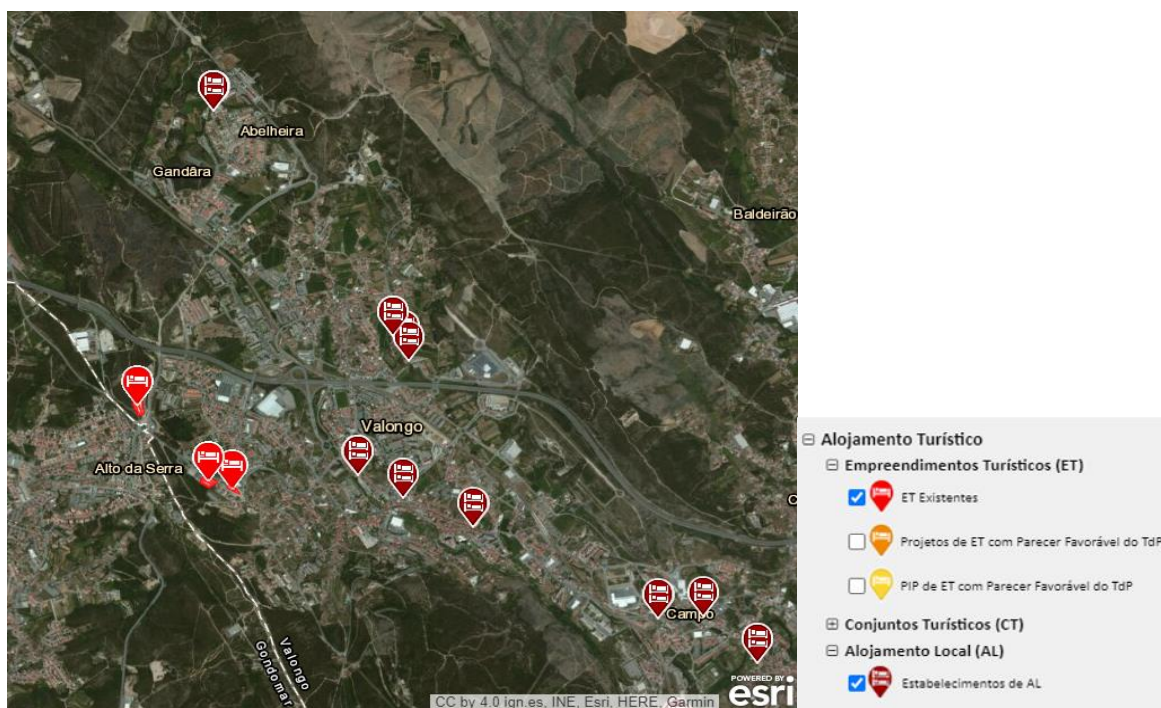 Abelheira
Gandâra
Baldeirão
Valongo
Alto da Serra
Campo
Valongo
Gondomar
CC by 4.0 ign.es, INE, Esri, HERE, Garmin
POWERED BY
esri
Alojamento Turístico
Empreendimentos Turísticos (ET)
ET Existentes
Projetos de ET com Parecer Favorável do TdP
PIP de ET com Parecer Favorável do TdP
Conjuntos Turísticos (CT)
Alojamento Local (AL)
Estabelecimentos de AL